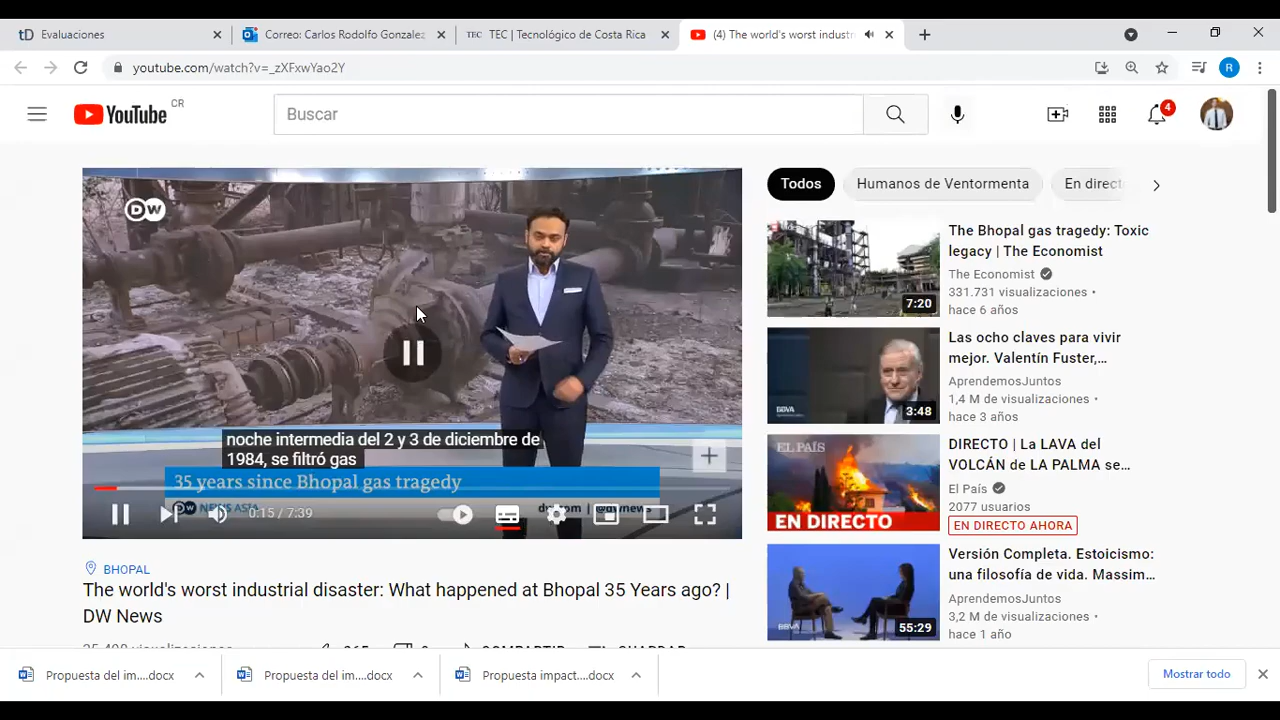 Evaluaciones
Correo: Carlos Rodolfo Gonzalez
TEC | Tecnológico de Costa Rica
(4) The world's worst industr
youtube.com/watch?v=_zXFxwYao2Y
R
YouTube CR
Buscar
4
DW
noche intermedia del 2 y 3 de diciembre de
1984, se filtró gas
35 years since Bhopal gas tragedy
0:15 / 7:39
BHOPAL
The world's worst industrial disaster: What happened at Bhopal 35 Years ago? |
DW News
Todos
Humanos de Ventormenta
En direct
The Bhopal gas tragedy: Toxic
legacy | The Economist
The Economist
331.731 visualizaciones •
hace 6 años
7:20
Las ocho claves para vivir
mejor. Valentín Fuster,...
AprendemosJuntos
1,4 M de visualizaciones •
hace 3 años
BBVA
3:48
DIRECTO | La LAVA del
VOLCÁN de LA PALMA se...
El País
2077 usuarios
EN DIRECTO AHORA
EL PAÍS
EN DIRECTO
Versión Completa. Estoicismo:
una filosofía de vida. Massim...
AprendemosJuntos
3,2 M de visualizaciones •
hace 1 año
BBVA
55:29
Propuesta del im....docx
Propuesta del im....docx
Propuesta impact....docx
Mostrar todo